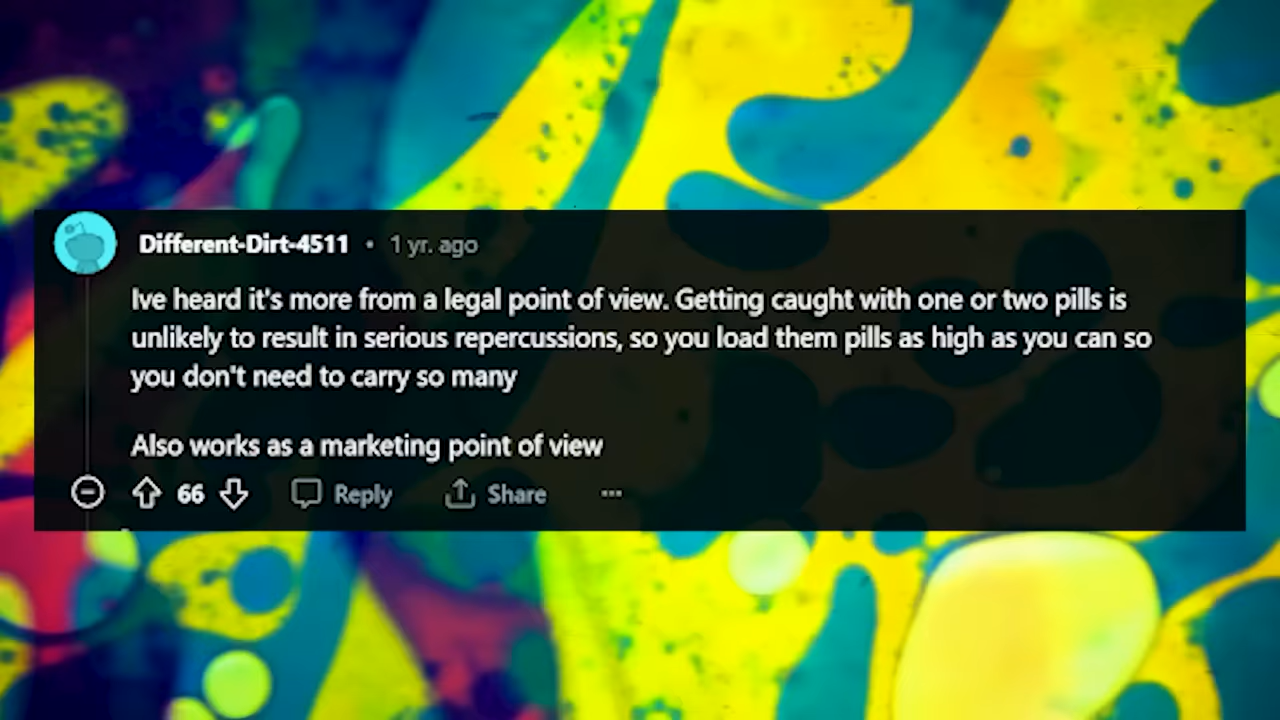 Different-Dirt-4511 • 1 yr. ago
Ive heard it's more from a legal point of view. Getting caught with one or two pills is
unlikely to result in serious repercussions, so you load them pills as high as you can so
you don't need to carry so many
Also works as a marketing point of view
66 Reply Share ...